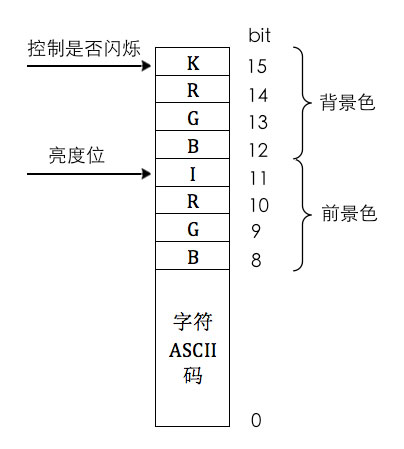 bit
控制是否闪烁
K 15
R 14
G 13
背景色
B 12
亮度位
I 11
R 10
前景色
G 9
B 8
字符
ASCII
码
0